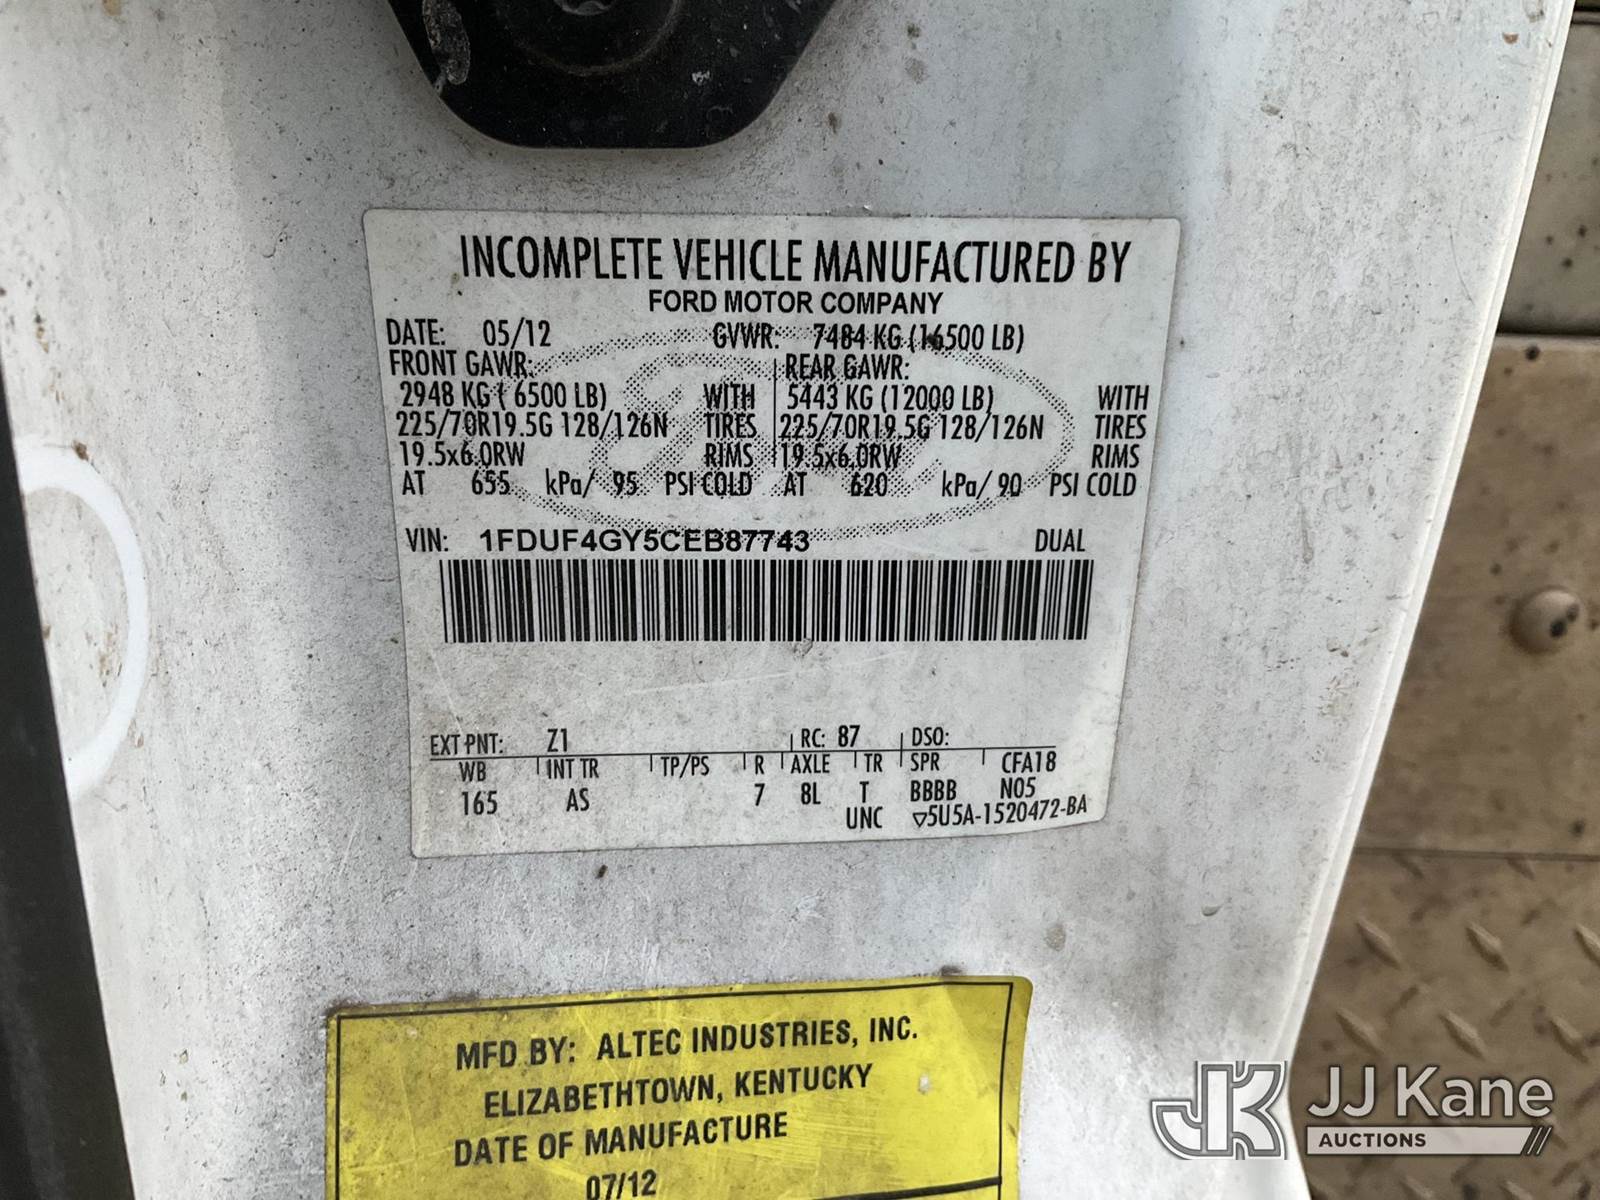 INCOMPLETE VEHICLE MANUFACTURED BY
FORD MOTOR COMPANY
DATE: 05/12 GVWR: 7484 KG (16500 LB)
FRONT GAWR: REAR GAWR:
2948 KG ( 6500 LB) WITH 5443 KG (12000 LB) WITH
225/70R19.5G 128/126N TIRES 225/70R19.5G 128/126N TIRES
19.5x6.0RW RIMS 19.5x6.0RW RIMS
AT 655 kPa/ 95 PSI COLD AT 620 kPa/ 90 PSI COLD
VIN: 1FDUF4GY5CEB87743 DUAL
EXT PNT: Z1 RC: 87 DSO:
WB INT TR TP/PS R AXLE TR SPR CFA18
165 AS 7 8L T BBBB N05
UNC ▽5U5A-1520472-BA
MFD BY: ALTEC INDUSTRIES, INC.
ELIZABETHTOWN, KENTUCKY
DATE OF MANUFACTURE
07/12
JJ Kane
AUCTIONS